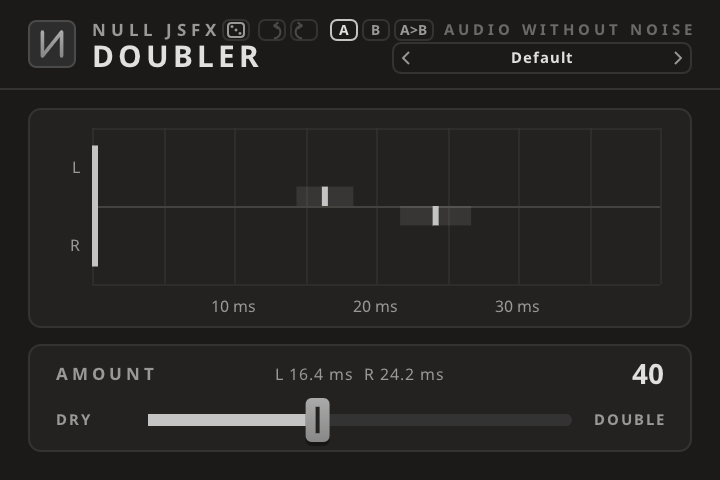 NULL JSFX A B A>B AUDIO WITHOUT NOISE
DOUBLER
Default
L
R
10 ms 20 ms 30 ms
AMOUNT L 16.4 ms R 24.2 ms 40
DRY DOUBLE